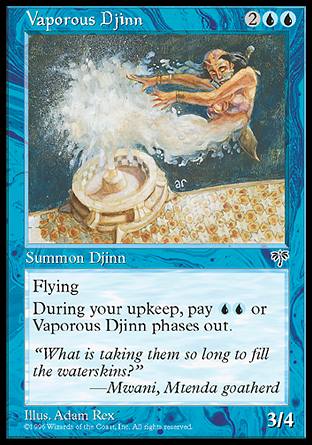 Vaporous Djinn 2
ar
Summon Djinn
Flying
During your upkeep, pay or
Vaporous Djinn phases out.
"What is taking them so long to fill
the waterskins?"
—Mwani, Mtenda goatherd
Illus. Adam Rex
©1996 Wizards of the Coast, Inc. All rights reserved.
3/4